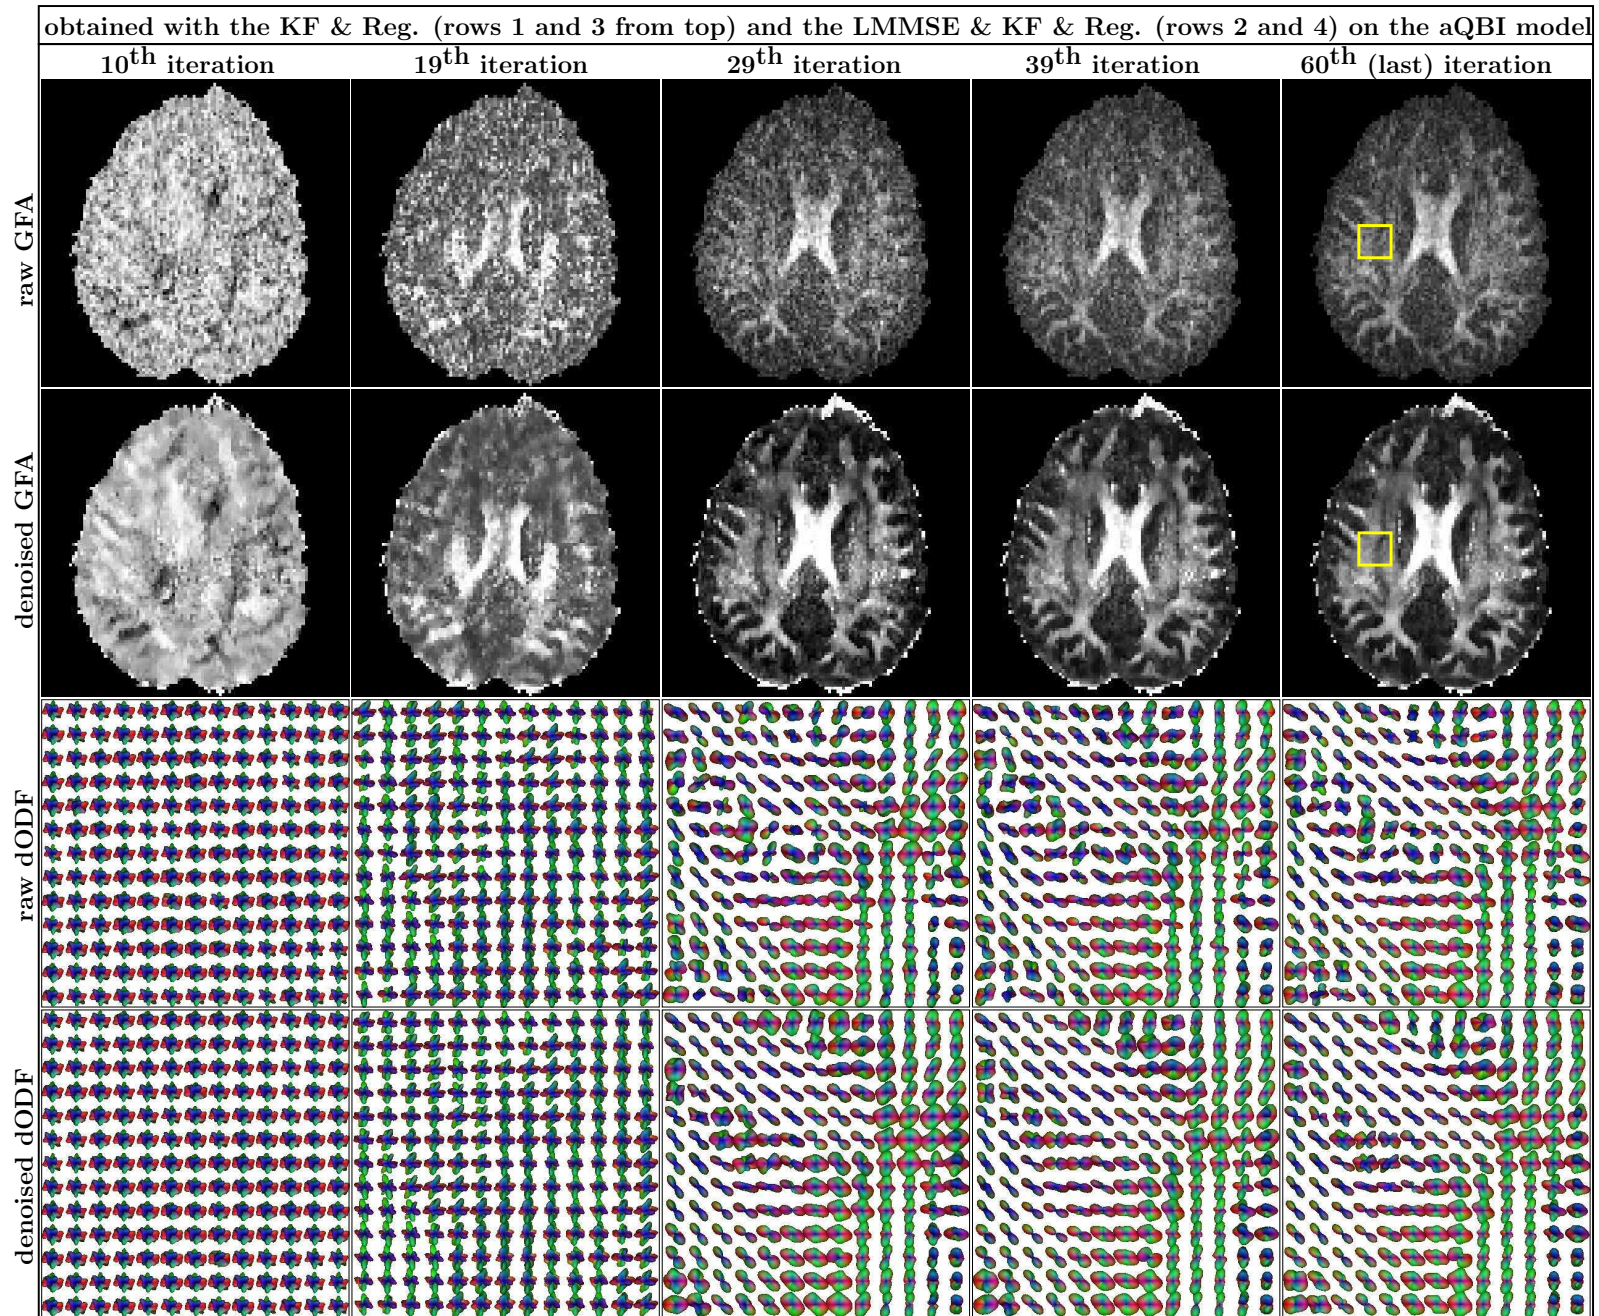 obtained with the KF & Reg. (rows 1 and 3 from top) and the LMMSE & KF & Reg. (rows 2 and 4) on the aQBI model
10th iteration
19th iteration
29th iteration
39th iteration
60th (last) iteration
raw GFA
denoised GFA
raw dODF
denoised dODF